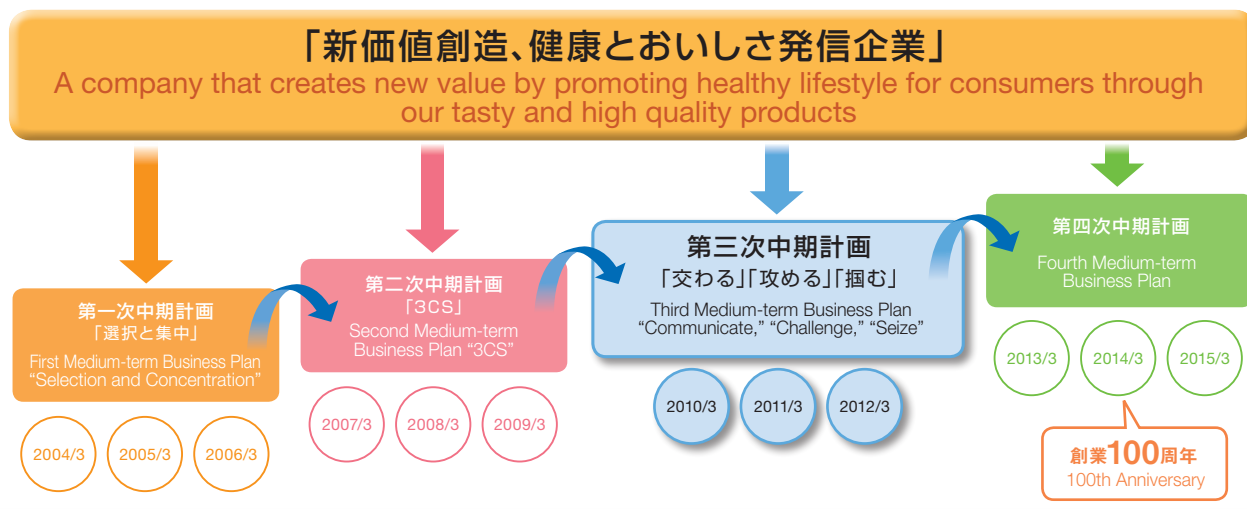 「新価値創造、健康とおいしさ発信企業」
A company that creates new value by promoting healthy lifestyle for consumers through
our tasty and high quality products
第一次中期計画
「選択と集中」
First Medium-term Business Plan
“Selection and Concentration”
2004/3
2005/3
2006/3
第二次中期計画
「3CS」
Second Medium-term
Business Plan “3CS”
2007/3
2008/3
2009/3
第三次中期計画
「交わる」「攻める」「掴む」
Third Medium-term Business Plan
“Communicate,” “Challenge,” “Seize”
2010/3
2011/3
2012/3
第四次中期計画
Fourth Medium-term
Business Plan
2013/3
2014/3
2015/3
創業100周年
100th Anniversary